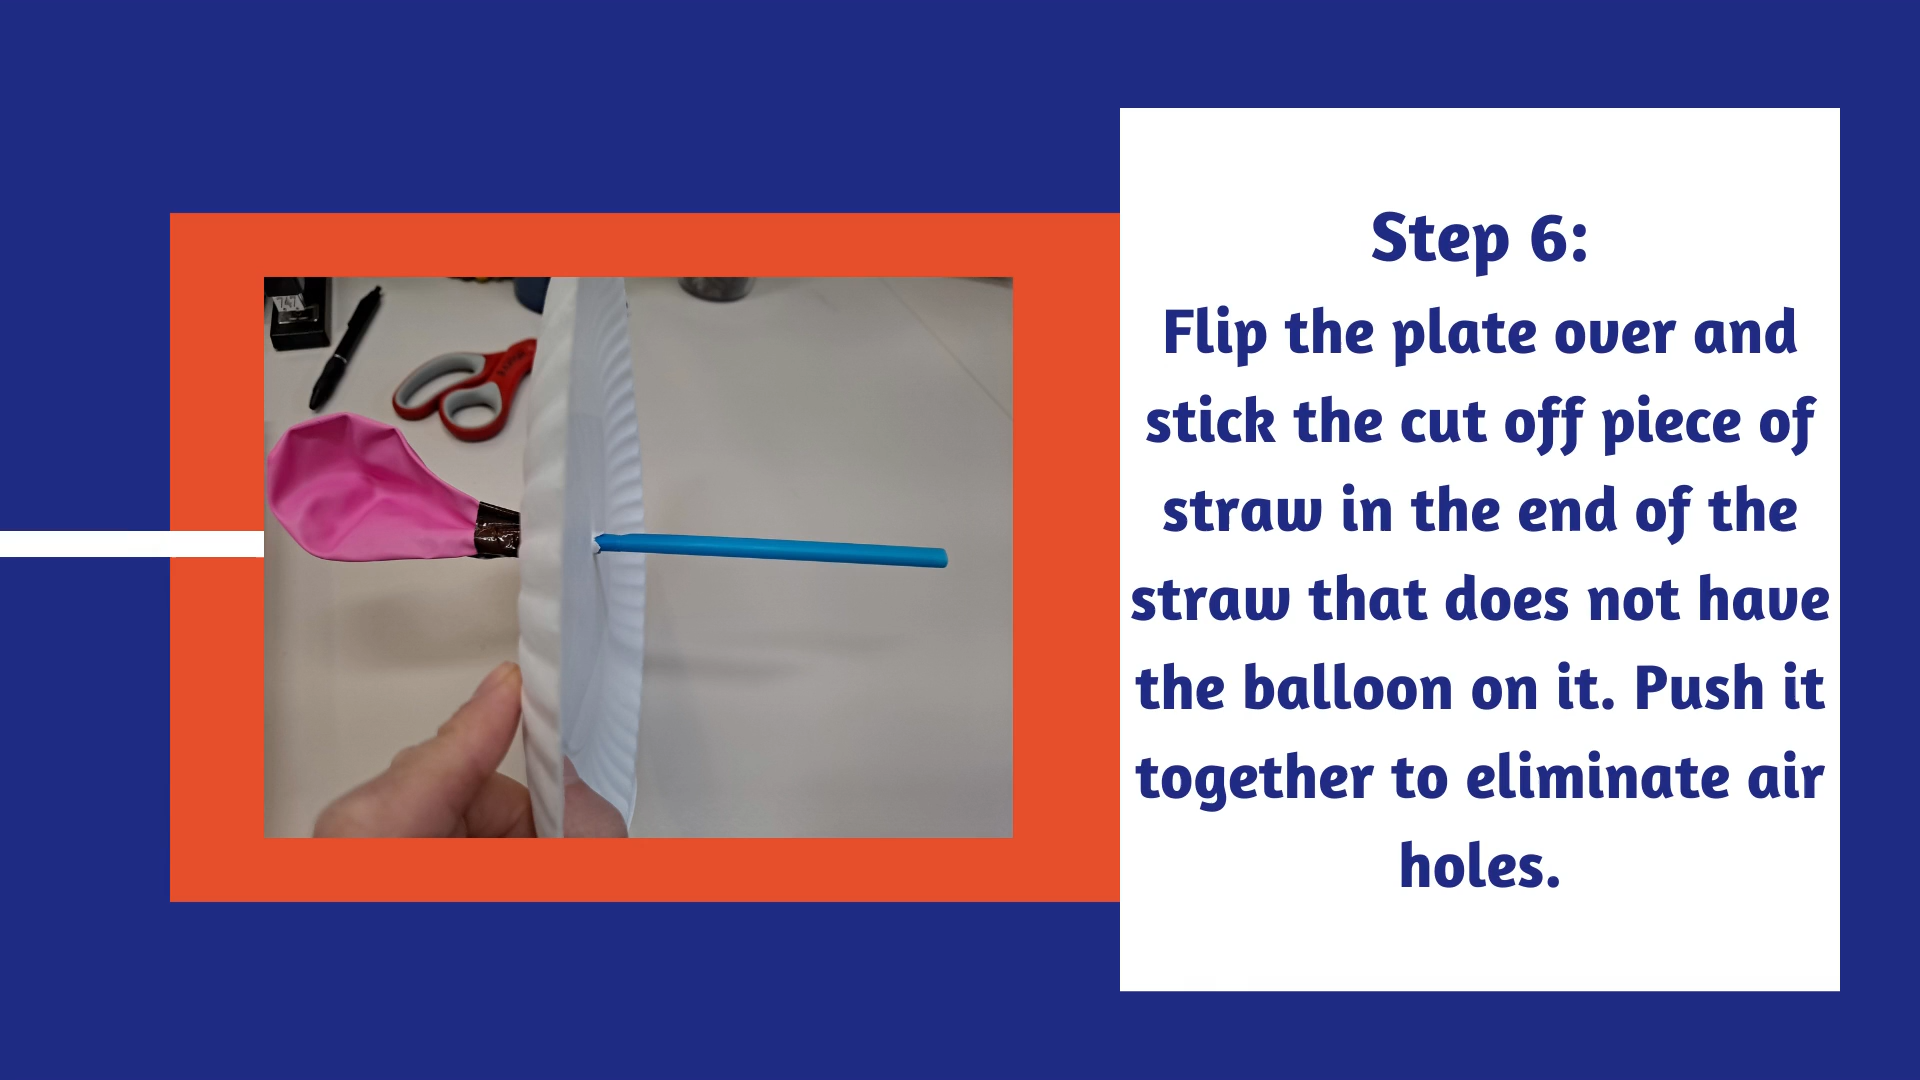 Step 6:
Flip the plate over and
stick the cut off piece of
straw in the end of the
straw that does not have
the balloon on it. Push it
together to eliminate air
holes.